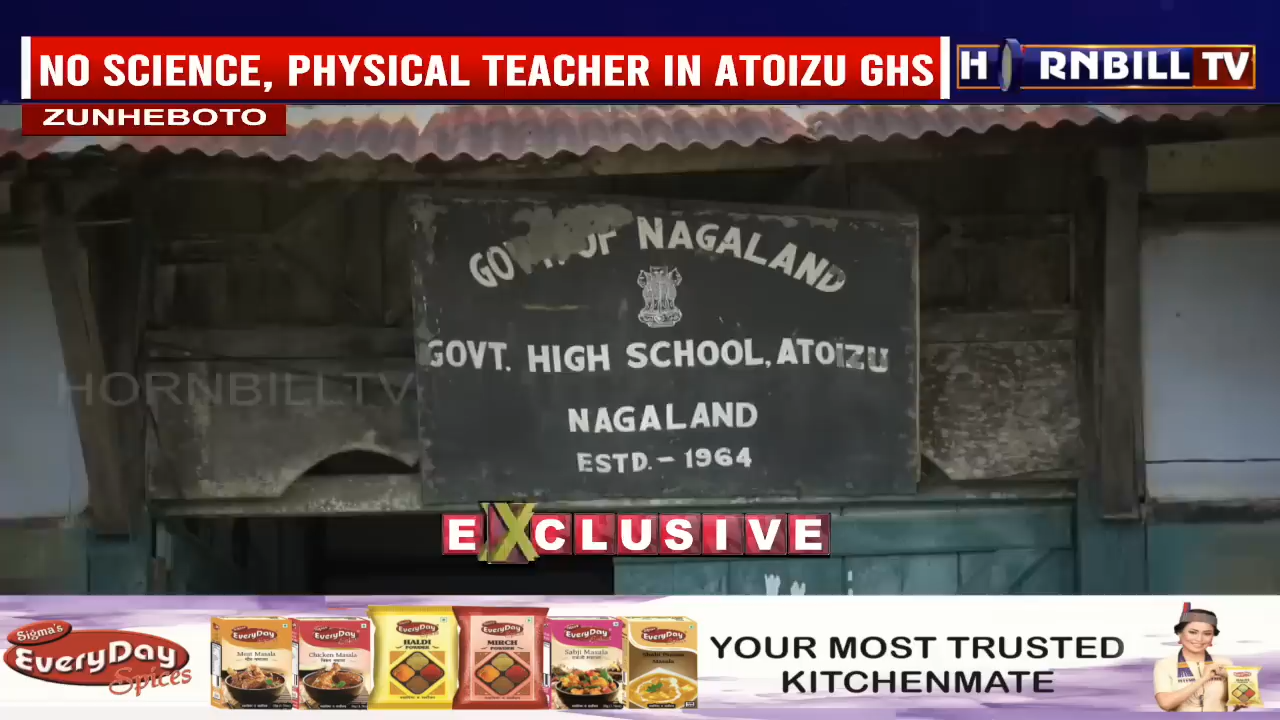 NO SCIENCE, PHYSICAL TEACHER IN ATOIZU GHS
HORNBILL TV
ZUNHEBOTO
OF NAGALAND
GOVT. HIGH SCHOOL, ATOIZU
HORNBILLTV
NAGALAND
ESTD. - 1964
EXCLUSIVE
Sigma's
EveryDay
Spices
EveryDay
Meat Masala
EveryDay
Chicken Masala
EveryDay
HALDI
POWDER
EveryDay
MIRCH
POWDER
EveryDay
Sabji Masala
EveryDay
Masala
YOUR MOST TRUSTED
KITCHENMATE